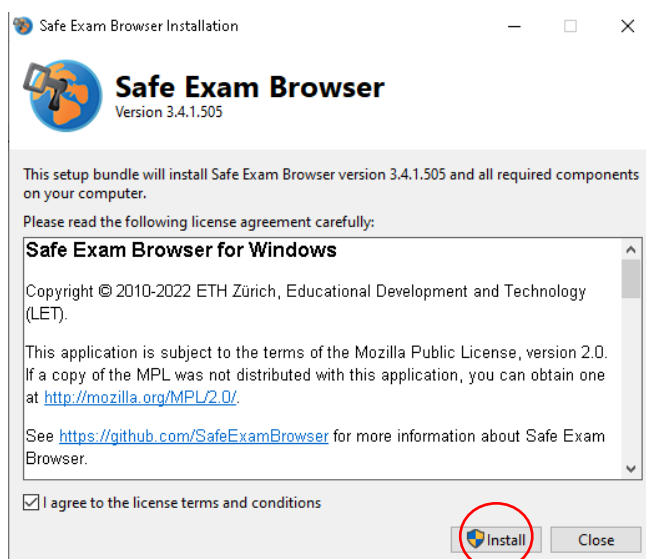 Safe Exam Browser Installation
Safe Exam Browser
Version 3.4.1.505
This setup bundle will install Safe Exam Browser version 3.4.1.505 and all required components
on your computer.
Please read the following license agreement carefully:
Safe Exam Browser for Windows
Copyright © 2010-2022 ETH Zürich, Educational Development and Technology
(LET).
This application is subject to the terms of the Mozilla Public License, version 2.0.
If a copy of the MPL was not distributed with this application, you can obtain one
at http://mozilla.org/MPL/2.0/.
See https://github.com/SafeExamBrowser for more information about Safe Exam
Browser.
I agree to the license terms and conditions
Install Close